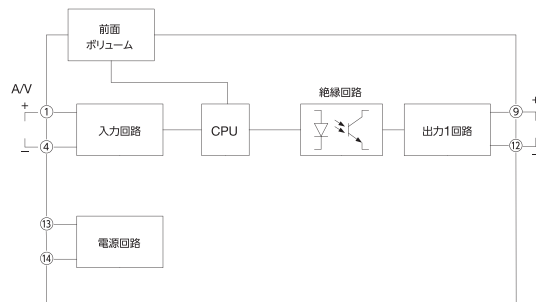 前面
ボリューム
A/V
絶縁回路
+
①
入力回路
CPU
出力1回路
⑨
+
④
−
⑫
−
⑬
電源回路
⑭